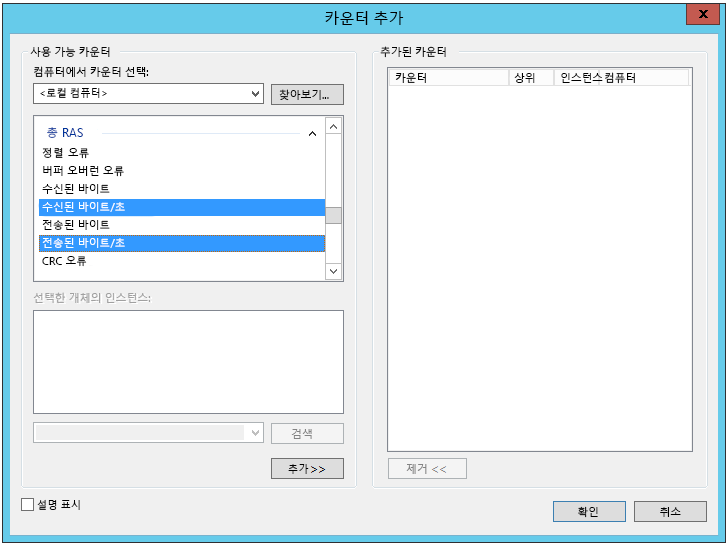 카운터 추가
x
사용 가능 카운터
컴퓨터에서 카운터 선택:
<로컬 컴퓨터>
찾아보기...
총 RAS
정렬 오류
버퍼 오버런 오류
수신된 바이트
수신된 바이트/초
전송된 바이트
전송된 바이트/초
CRC 오류
선택한 개체의 인스턴스:
검색
추가>>
설명 표시
추가된 카운터
카운터 상위 인스턴스 컴퓨터
제거 <<
확인 취소